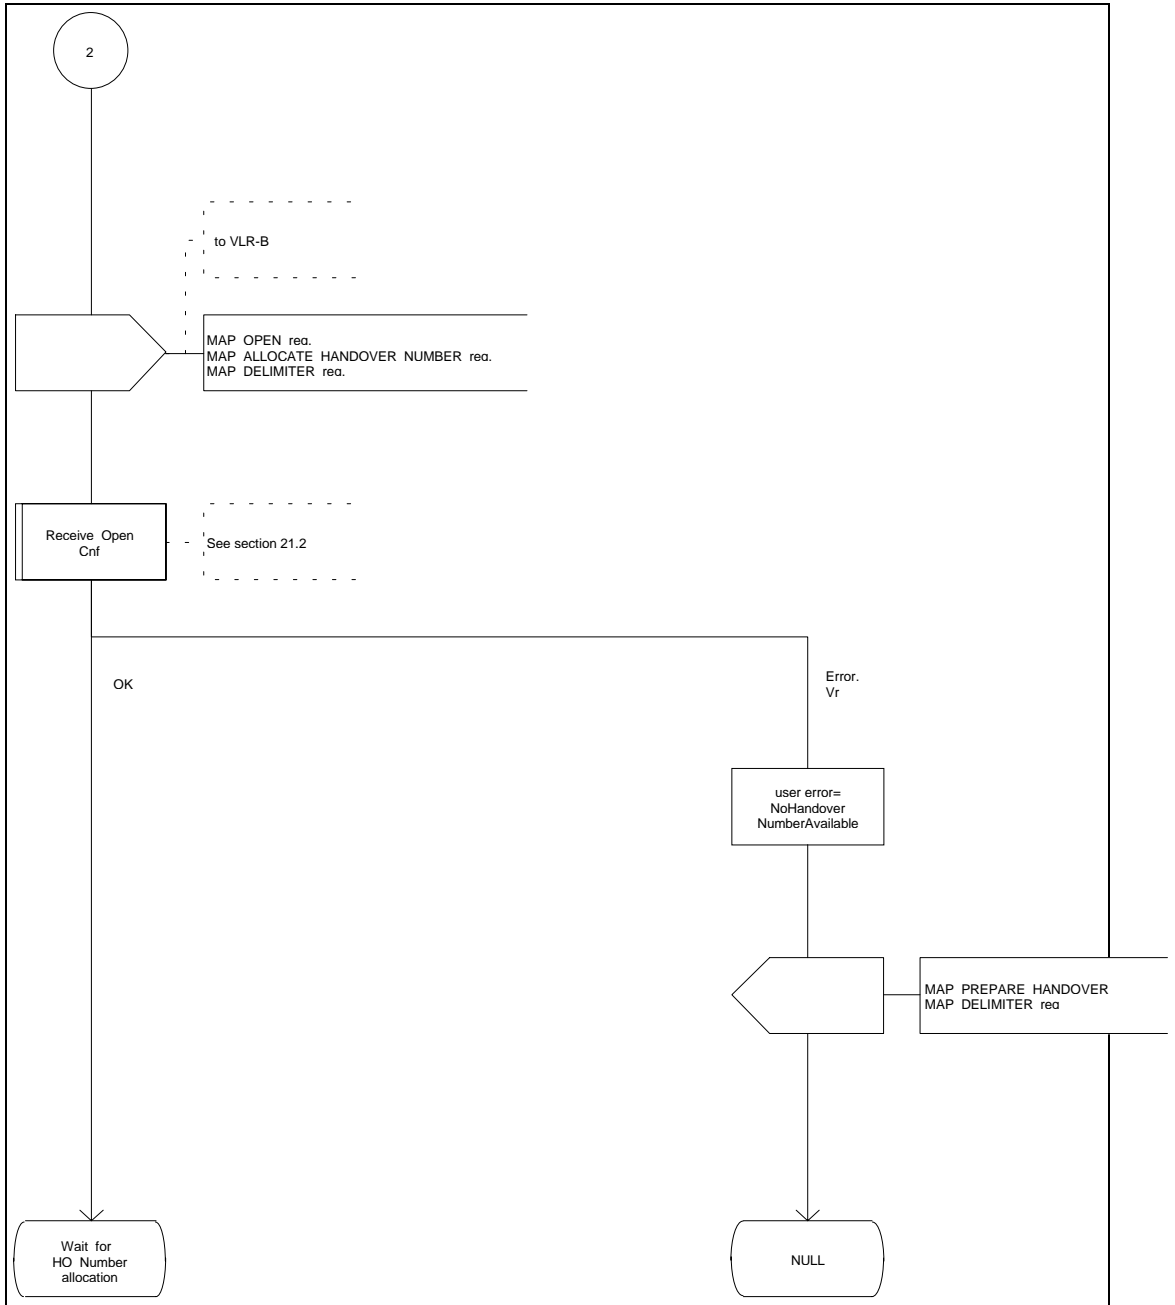 2
to VLR-B
MAP OPEN req.
MAP ALLOCATE HANDOVER NUMBER req.
MAP DELIMITER req.
Receive Open
Cnf
See section 21.2
OK
Error.
Vr
user error=
NoHandover
NumberAvailable
MAP PREPARE HANDOVER
MAP DELIMITER req
Wait for
HO Number
allocation
NULL